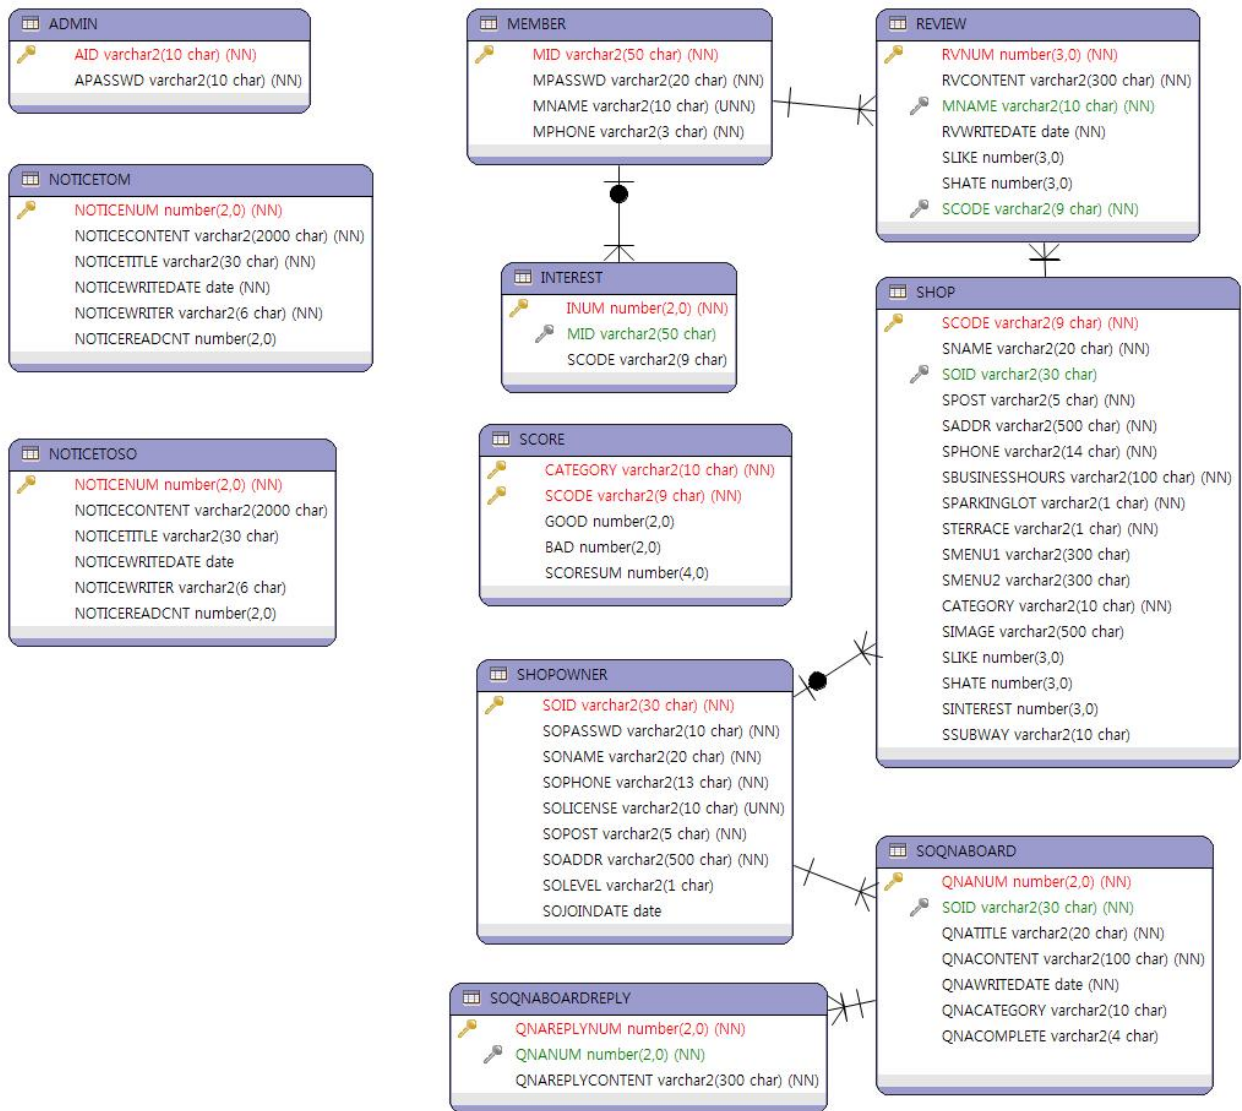 ADMIN
AID varchar2(10 char) (NN)
APASSWD varchar2(10 char) (NN)
NOTICETOM
NOTICENUM number(2,0) (NN)
NOTICECONTENT varchar2(2000 char) (NN)
NOTICETITLE varchar2(30 char) (NN)
NOTICEWRITEDATE date (NN)
NOTICEWRITER varchar2(6 char) (NN)
NOTICEREADCNT number(2,0)
NOTICETOSO
NOTICENUM number(2,0) (NN)
NOTICECONTENT varchar2(2000 char)
NOTICETITLE varchar2(30 char)
NOTICEWRITEDATE date
NOTICEWRITER varchar2(6 char)
NOTICEREADCNT number(2,0)
MEMBER
MID varchar2(50 char) (NN)
MPASSWD varchar2(20 char) (NN)
MNAME varchar2(10 char) (UNN)
MPHONE varchar2(3 char) (NN)
INTEREST
INUM number(2,0) (NN)
MID varchar2(50 char)
SCODE varchar2(9 char)
SCORE
CATEGORY varchar2(10 char) (NN)
SCODE varchar2(9 char) (NN)
GOOD number(2,0)
BAD number(2,0)
SCORESUM number(4,0)
SHOPOWNER
SOID varchar2(30 char) (NN)
SOPASSWD varchar2(10 char) (NN)
SONAME varchar2(20 char) (NN)
SOPHONE varchar2(13 char) (NN)
SOLICENSE varchar2(10 char) (UNN)
SOPOST varchar2(5 char) (NN)
SOADDR varchar2(500 char) (NN)
SOLEVEL varchar2(1 char)
SOJOINDATE date
SOQNABOARDREPLY
QNAREPLYNUM number(2,0) (NN)
QNANUM number(2,0) (NN)
QNAREPLYCONTENT varchar2(300 char) (NN)
REVIEW
RVNUM number(3,0) (NN)
RVCONTENT varchar2(300 char) (NN)
MNAME varchar2(10 char) (NN)
RVWRITEDATE date (NN)
SLIKE number(3,0)
SHATE number(3,0)
SCODE varchar2(9 char) (NN)
SHOP
SCODE varchar2(9 char) (NN)
SNAME varchar2(20 char) (NN)
SOID varchar2(30 char)
SPOST varchar2(5 char) (NN)
SADDR varchar2(500 char) (NN)
SPHONE varchar2(14 char) (NN)
SBUSINESSHOURS varchar2(100 char) (NN)
SPARKINGLOT varchar2(1 char) (NN)
STERRACE varchar2(1 char) (NN)
SMENU1 varchar2(300 char)
SMENU2 varchar2(300 char)
CATEGORY varchar2(10 char) (NN)
SIMAGE varchar2(500 char)
SLIKE number(3,0)
SHATE number(3,0)
SINTEREST number(3,0)
SSUBWAY varchar2(10 char)
SOQNABOARD
QNANUM number(2,0) (NN)
SOID varchar2(30 char) (NN)
QNATITLE varchar2(20 char) (NN)
QNACONTENT varchar2(100 char) (NN)
QNAWRITEDATE date (NN)
QNACATEGORY varchar2(10 char)
QNACOMPLETE varchar2(4 char)